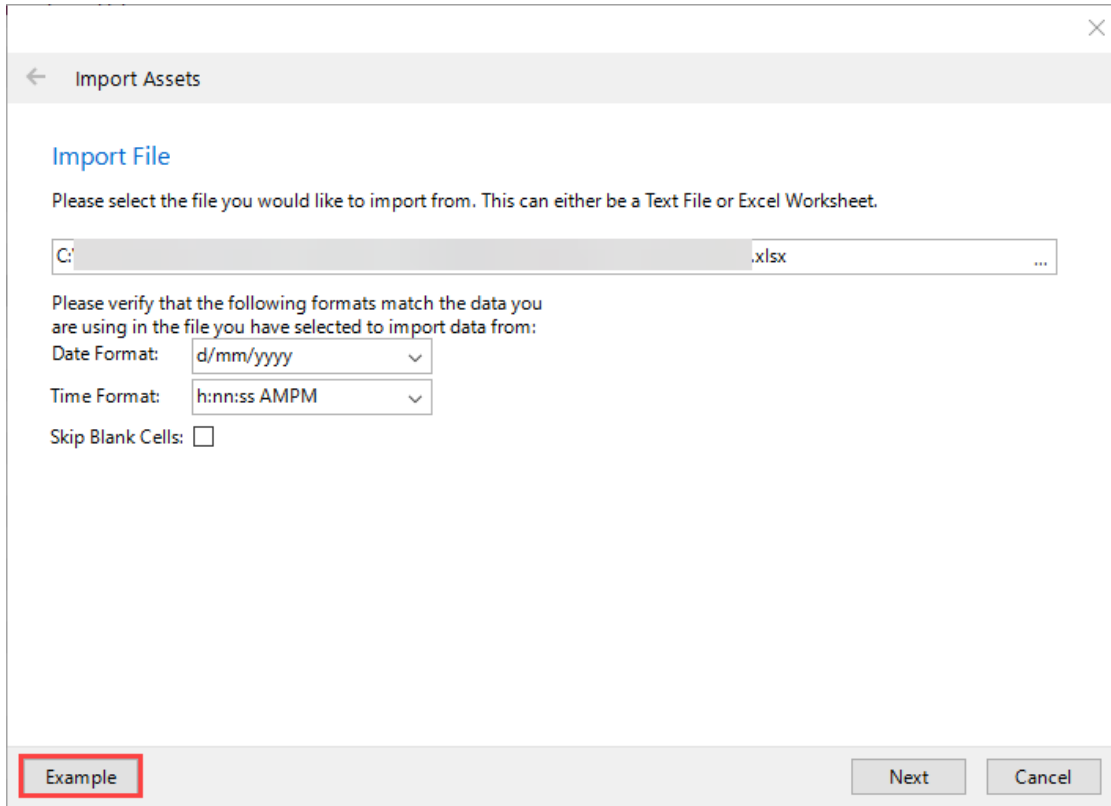 Import Assets
Import File
Please select the file you would like to import from. This can either be a Text File or Excel Worksheet.
C:\ .xlsx ...
Please verify that the following formats match the data you
are using in the file you have selected to import data from:
Date Format: d/mm/yyyy
Time Format: h:nn:ss AMPM
Skip Blank Cells:
Example Next Cancel